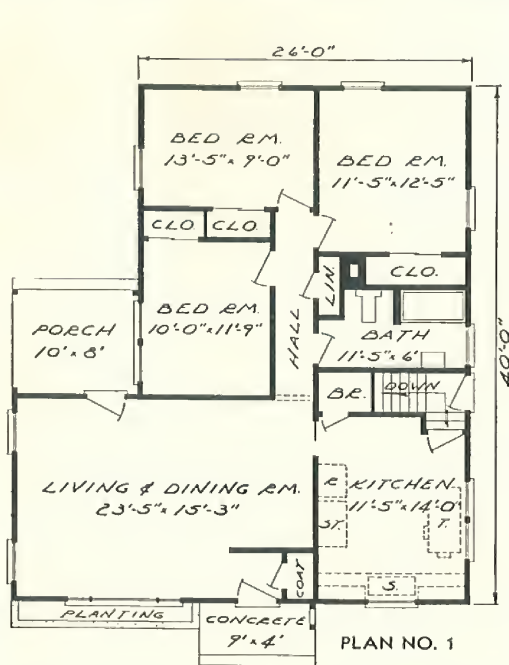 26'-0"
BED RM.
13'-5" x 9'-0"
BED RM.
11'-5" x 12'-5"
CLO.
CLO.
CLO.
LIN.
BED RM.
10'-0" x 11'-9"
HALL
PORCH
10' x 8'
BATH
11'-5" x 6'
40'-0"
BR.
DOWN
LIVING & DINING RM.
23'-5" x 15'-3"
R
KITCHEN
11'-5" x 14'-0"
ST.
T.
COAT
S.
PLANTING
CONCRETE
9' x 4'
PLAN NO. 1